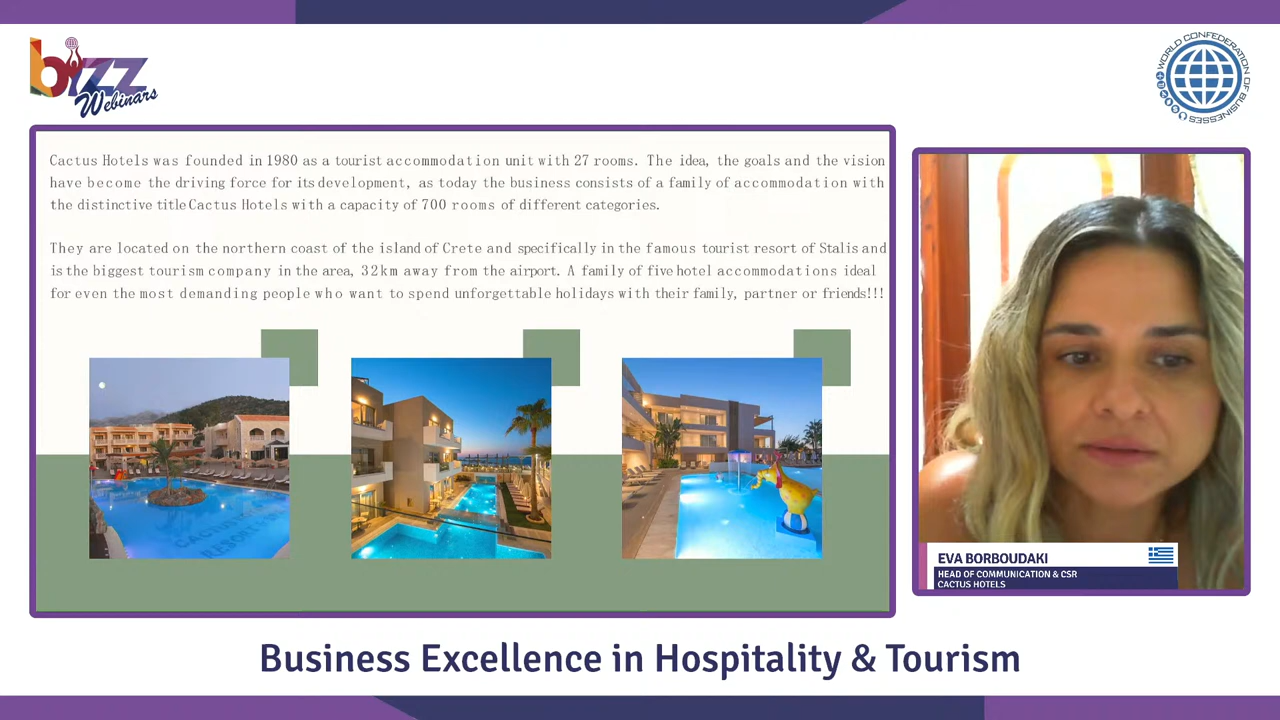 bizz
Webinars
WORLD CONFEDERATION OF BUSINESSES
Cactus Hotels was founded in 1980 as a tourist accommodation unit with 27 rooms. The idea, the goals and the vision
have become the driving force for its development, as today the business consists of a family of accommodation with
the distinctive title Cactus Hotels with a capacity of 700 rooms of different categories.
They are located on the northern coast of the island of Crete and specifically in the famous tourist resort of Stalis and
is the biggest tourism company in the area, 32km away from the airport. A family of five hotel accommodations ideal
for even the most demanding people who want to spend unforgettable holidays with their family, partner or friends!!!
EVA BORBOUDAKI
HEAD OF COMMUNICATION & CSR
CACTUS HOTELS
Business Excellence in Hospitality & Tourism